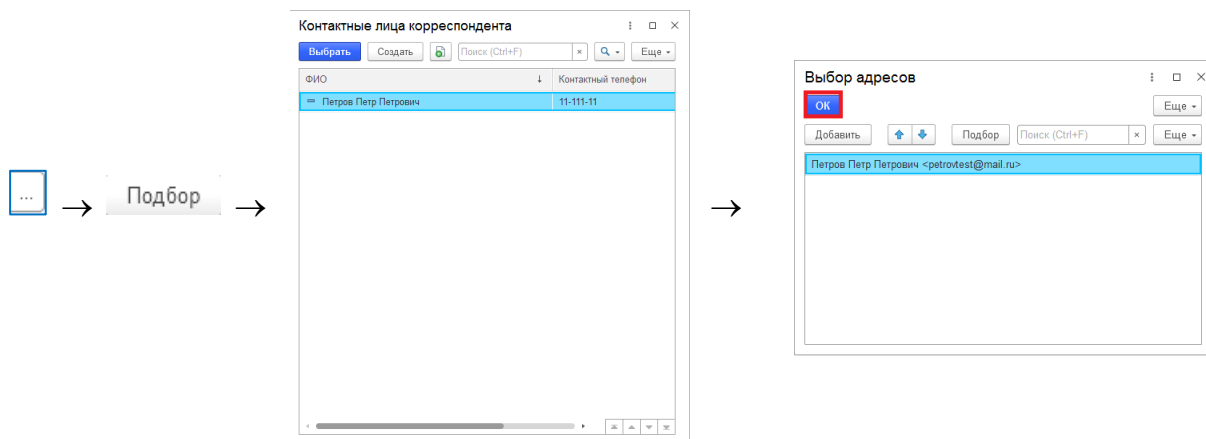 ...
→ Подбор →
Контактные лица корреспондента
Выбрать Создать Поиск (Ctrl+F) × Еще
ФИО ↓ Контактный телефон
Петров Петр Петрович 11-111-11
→
Выбор адресов
ОК Еще
Добавить Подбор Поиск (Ctrl+F) × Еще
Петров Петр Петрович <petrovtest@mail.ru>